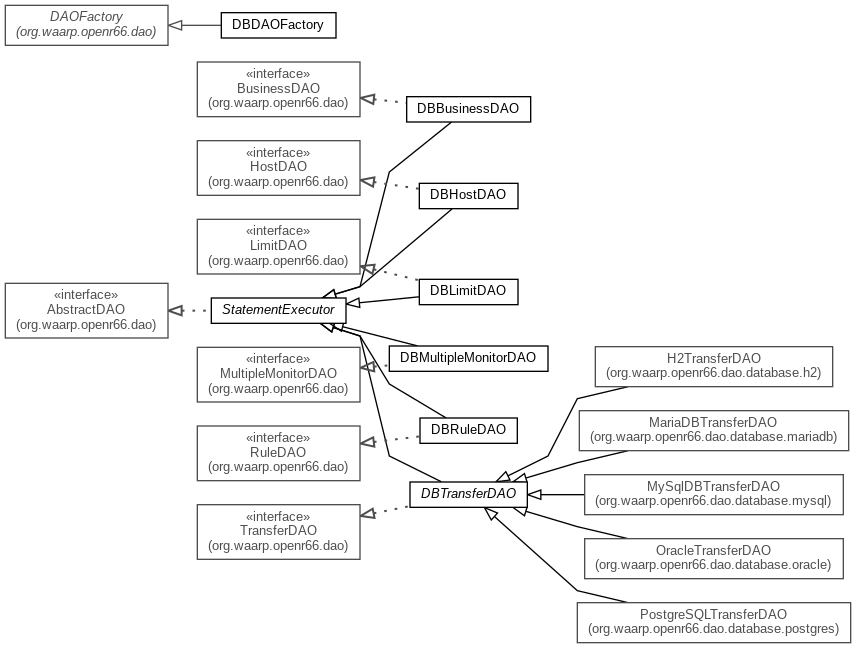 DAOFactory
(org.waarp.openr66.dao)
DBDAOFactory
«interface»
BusinessDAO
(org.waarp.openr66.dao)
DBBusinessDAO
«interface»
HostDAO
(org.waarp.openr66.dao)
DBHostDAO
«interface»
LimitDAO
(org.waarp.openr66.dao)
DBLimitDAO
«interface»
AbstractDAO
(org.waarp.openr66.dao)
StatementExecutor
«interface»
MultipleMonitorDAO
(org.waarp.openr66.dao)
DBMultipleMonitorDAO
«interface»
RuleDAO
(org.waarp.openr66.dao)
DBRuleDAO
«interface»
TransferDAO
(org.waarp.openr66.dao)
DBTransferDAO
H2TransferDAO
(org.waarp.openr66.dao.database.h2)
MariaDBTransferDAO
(org.waarp.openr66.dao.database.mariadb)
MySqlDBTransferDAO
(org.waarp.openr66.dao.database.mysql)
OracleTransferDAO
(org.waarp.openr66.dao.database.oracle)
PostgreSQLTransferDAO
(org.waarp.openr66.dao.database.postgres)